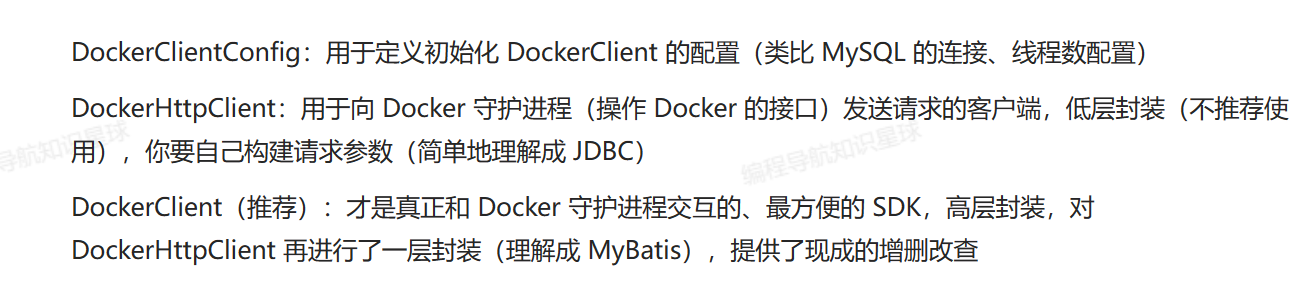 DockerClientConfig：用于定义初始化 DockerClient 的配置（类比 MySQL 的连接、线程数配置）
DockerHttpClient：用于向 Docker 守护进程（操作 Docker 的接口）发送请求的客户端，低层封装（不推荐使
用），你要自己构建请求参数（简单地理解成 JDBC）
DockerClient（推荐）：才是真正和 Docker 守护进程交互的、最方便的 SDK，高层封装，对
DockerHttpClient 再进行了一层封装（理解成 MyBatis），提供了现成的增删改查
导航知识星球
编程导航知识星球